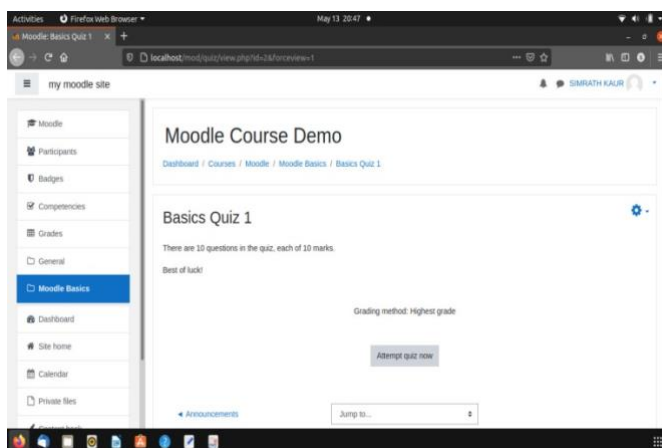 Activities Firefox Web Browser May 13 20:47
Moodle: Basics Quiz 1
localhost/mod/quiz/view.php?id=2&forceview=1
my moodle site SIMRATH KAUR
Moodle
Participants
Badges
Competencies
Grades
General
Moodle Basics
Dashboard
Site home
Calendar
Private files
Content bank
Moodle Course Demo
Dashboard / Courses / Moodle / Moodle Basics / Basics Quiz 1
Basics Quiz 1
There are 10 questions in the quiz, each of 10 marks.
Best of luck!
Grading method: Highest grade
Attempt quiz now
◄ Announcements
Jump to...